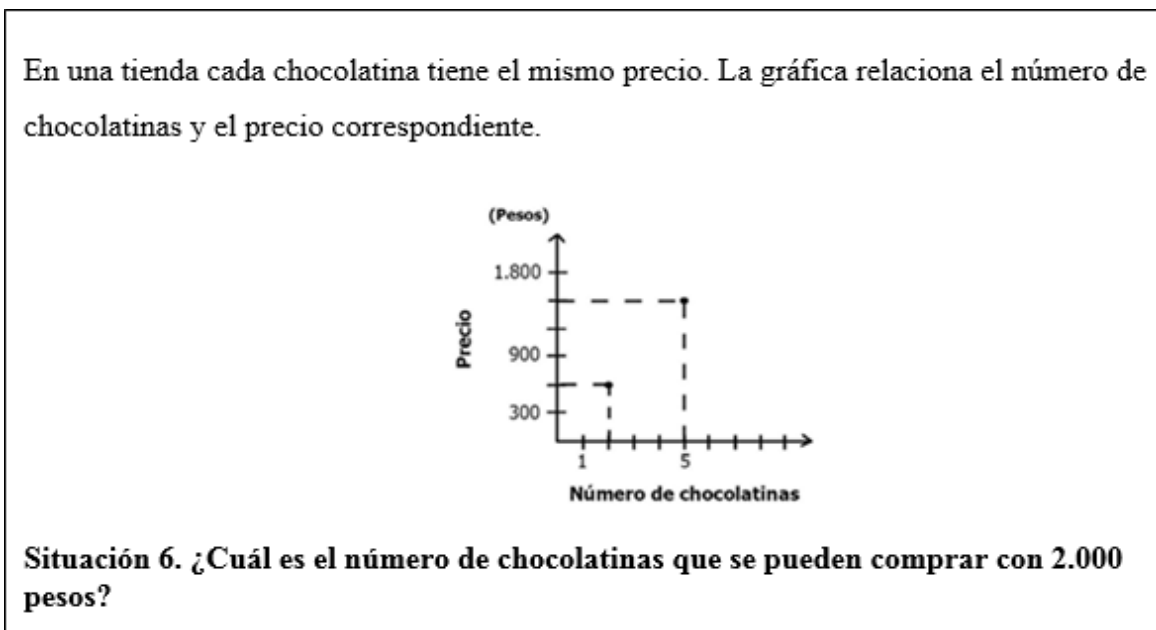 En una tienda cada chocolatina tiene el mismo precio. La gráfica relaciona el número de
chocolatinas y el precio correspondiente.
(Pesos)
1.800
900
300
Precio
1
5
Número de chocolatinas
Situación 6. ¿Cuál es el número de chocolatinas que se pueden comprar con 2.000
pesos?